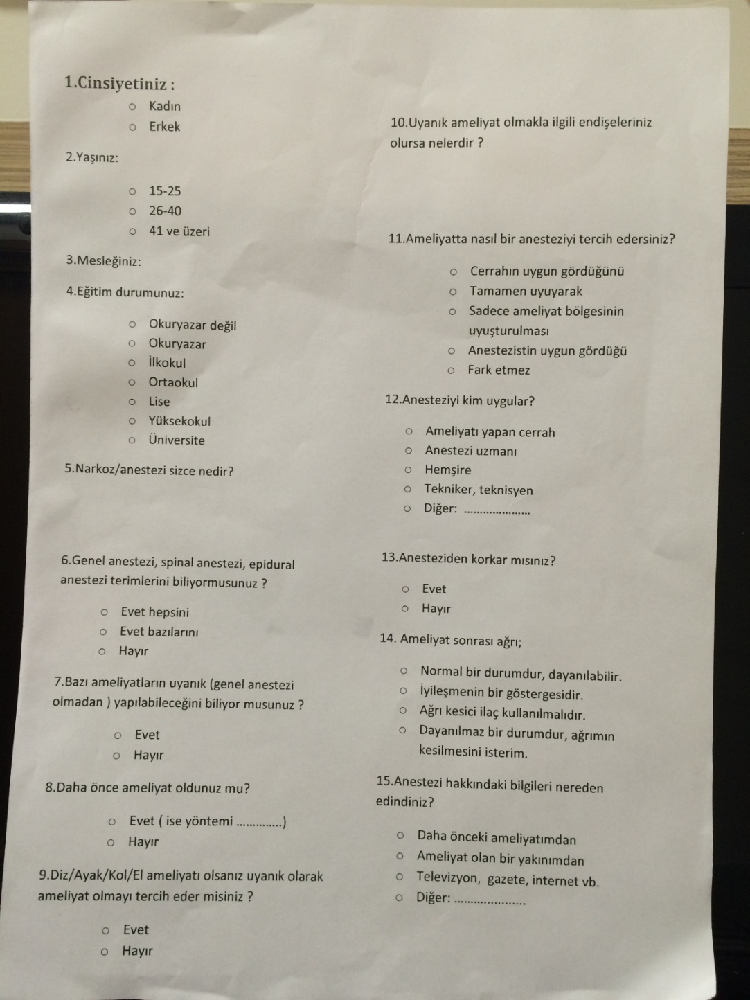 1.Cinsiyetiniz :
o Kadın
o Erkek
2.Yaşınız:
o 15-25
o 26-40
o 41 ve üzeri
3.Mesleğiniz:
4.Eğitim durumunuz:
o Okuryazar değil
o Okuryazar
o İlkokul
o Ortaokul
o Lise
o Yüksekokul
o Üniversite
5.Narkoz/anestezi sizce nedir?
6.Genel anestezi, spinal anestezi, epidural
anestezi terimlerini biliyormusunuz ?
o Evet hepsini
o Evet bazılarını
o Hayır
7.Bazı ameliyatların uyanık (genel anestezi
olmadan ) yapılabileceğini biliyor musunuz ?
o Evet
o Hayır
8.Daha önce ameliyat oldunuz mu?
o Evet ( ise yöntemi ..............)
o Hayır
9.Diz/Ayak/Kol/El ameliyatı olsanız uyanık olarak
ameliyat olmayı tercih eder misiniz ?
o Evet
o Hayır
10.Uyanık ameliyat olmakla ilgili endişeleriniz
olursa nelerdir ?
11.Ameliyatta nasıl bir anesteziyi tercih edersiniz?
o Cerrahın uygun gördüğünü
o Tamamen uyuyarak
o Sadece ameliyat bölgesinin
uyuşturulması
o Anestezistin uygun gördüğü
o Fark etmez
12.Anesteziyi kim uygular?
o Ameliyatı yapan cerrah
o Anestezi uzmanı
o Hemşire
o Tekniker, teknisyen
o Diğer: .....................
13.Anesteziden korkar mısınız?
o Evet
o Hayır
14. Ameliyat sonrası ağrı;
o Normal bir durumdur, dayanılabilir.
o İyileşmenin bir göstergesidir.
o Ağrı kesici ilaç kullanılmalıdır.
o Dayanılmaz bir durumdur, ağrımın
kesilmesini isterim.
15.Anestezi hakkındaki bilgileri nereden
edindiniz?
o Daha önceki ameliyatımdan
o Ameliyat olan bir yakınımdan
o Televizyon, gazete, internet vb.
o Diğer: ......................